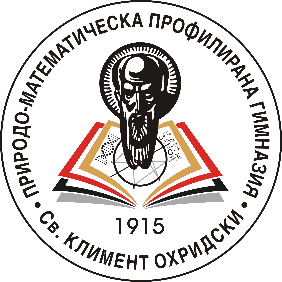 ПРИРОДО-МАТЕМАТИЧЕСКА ПРОФИЛИРАНА ГИМНАЗИЯ
1915
• Св. КЛИМЕНТ ОХРИДСКИ •